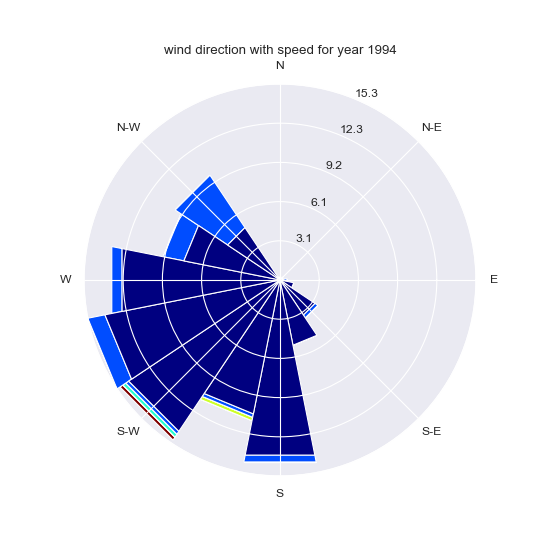 wind direction with speed for year 1994
N
15.3
N-W
N-E
12.3
9.2
6.1
3.1
W
E
S-W
S-E
S